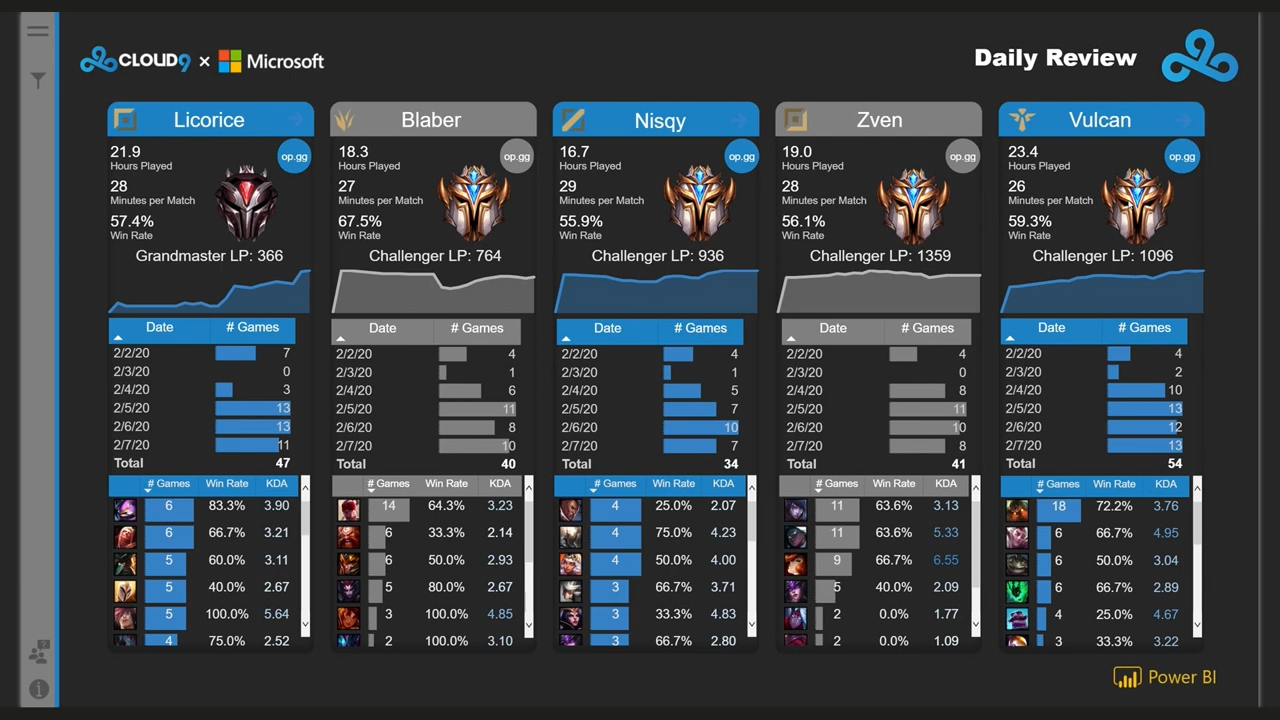 CLOUD9 × Microsoft
Daily Review
Licorice
21.9
Hours Played
op.gg
28
Minutes per Match
57.4%
Win Rate
Grandmaster LP: 366
Date # Games
2/2/20 7
2/3/20 0
2/4/20 3
2/5/20 13
2/6/20 13
2/7/20 11
Total 47
# Games Win Rate KDA
6 83.3% 3.90
6 66.7% 3.21
5 60.0% 3.11
5 40.0% 2.67
5 100.0% 5.64
4 75.0% 2.52
Blaber
18.3
Hours Played
op.gg
27
Minutes per Match
67.5%
Win Rate
Challenger LP: 764
Date # Games
2/2/20 4
2/3/20 1
2/4/20 6
2/5/20 11
2/6/20 8
2/7/20 10
Total 40
# Games Win Rate KDA
14 64.3% 3.23
6 33.3% 2.14
6 50.0% 2.93
5 80.0% 2.67
3 100.0% 4.85
2 100.0% 3.10
Nisqy
16.7
Hours Played
op.gg
29
Minutes per Match
55.9%
Win Rate
Challenger LP: 936
Date # Games
2/2/20 4
2/3/20 1
2/4/20 5
2/5/20 7
2/6/20 10
2/7/20 7
Total 34
# Games Win Rate KDA
4 25.0% 2.07
4 75.0% 4.23
4 50.0% 4.00
3 66.7% 3.71
3 33.3% 4.83
3 66.7% 2.80
Zven
19.0
Hours Played
op.gg
28
Minutes per Match
56.1%
Win Rate
Challenger LP: 1359
Date # Games
2/2/20 4
2/3/20 0
2/4/20 8
2/5/20 11
2/6/20 10
2/7/20 8
Total 41
# Games Win Rate KDA
11 63.6% 3.13
11 63.6% 5.33
9 66.7% 6.55
5 40.0% 2.09
2 0.0% 1.77
2 0.0% 1.09
Vulcan
23.4
Hours Played
op.gg
26
Minutes per Match
59.3%
Win Rate
Challenger LP: 1096
Date # Games
2/2/20 4
2/3/20 2
2/4/20 10
2/5/20 13
2/6/20 12
2/7/20 13
Total 54
# Games Win Rate KDA
18 72.2% 3.76
6 66.7% 4.95
6 50.0% 3.04
6 66.7% 2.89
4 25.0% 4.67
3 33.3% 3.22
Power BI